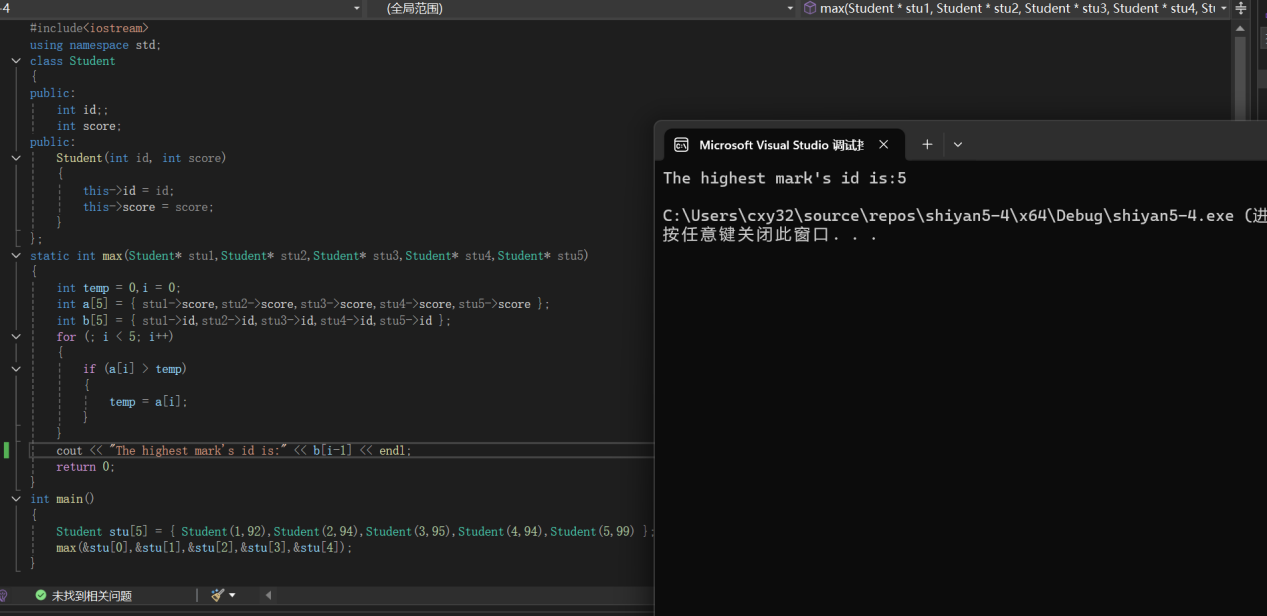 -4
(全局范围)
max(Student * stu1, Student * stu2, Student * stu3, Student * stu4, St
#include<iostream>
using namespace std;
class Student
{
public:
int id;;
int score;
public:
Student(int id, int score)
{
this->id = id;
this->score = score;
}
};
static int max(Student* stu1,Student* stu2,Student* stu3,Student* stu4,Student* stu5)
{
int temp = 0,i = 0;
int a[5] = { stu1->score,stu2->score,stu3->score,stu4->score,stu5->score };
int b[5] = { stu1->id,stu2->id,stu3->id,stu4->id,stu5->id };
for (; i < 5; i++)
{
if (a[i] > temp)
{
temp = a[i];
}
}
cout << "The highest mark's id is:" << b[i-1] << endl;
return 0;
}
int main()
{
Student stu[5] = { Student(1,92),Student(2,94),Student(3,95),Student(4,94),Student(5,99) };
max(&stu[0],&stu[1],&stu[2],&stu[3],&stu[4]);
}
未找到相关问题
Microsoft Visual Studio 调试
The highest mark's id is:5
C:\Users\cxy32\source\repos\shiyan5-4\x64\Debug\shiyan5-4.exe (进
按任意键关闭此窗口. . .